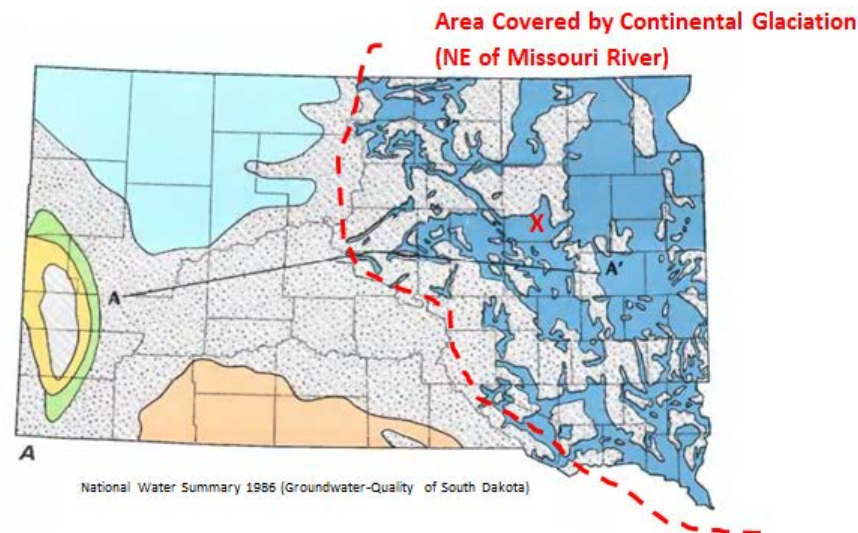 Area Covered by Continental Glaciation
(NE of Missouri River)
X
A
A'
A
National Water Summary 1986 (Groundwater-Quality of South Dakota)